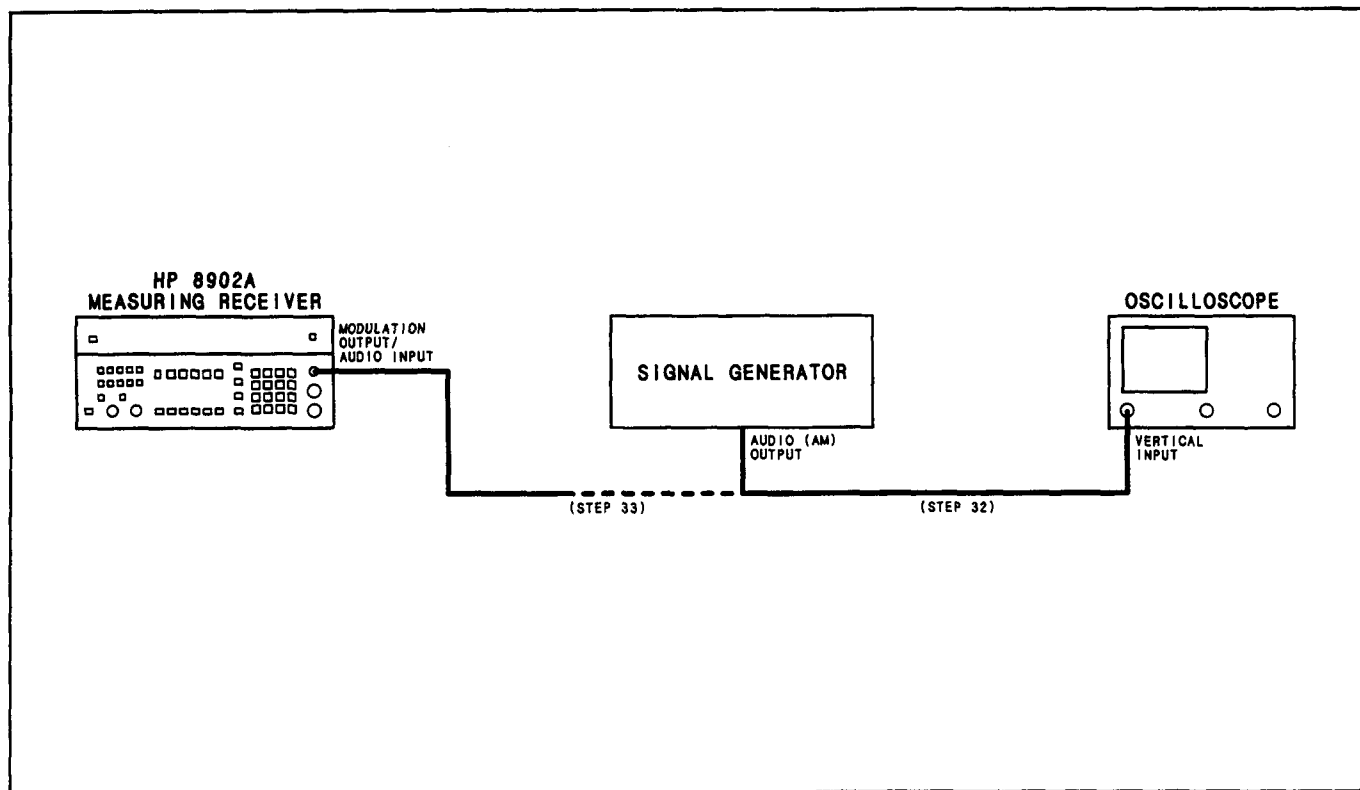 HP 8902A
MEASURING RECEIVER
MODULATION
OUTPUT/
AUDIO INPUT
SIGNAL GENERATOR
AUDIO (AM)
OUTPUT
OSCILLOSCOPE
VERTICAL
INPUT
(STEP 33)
(STEP 32)